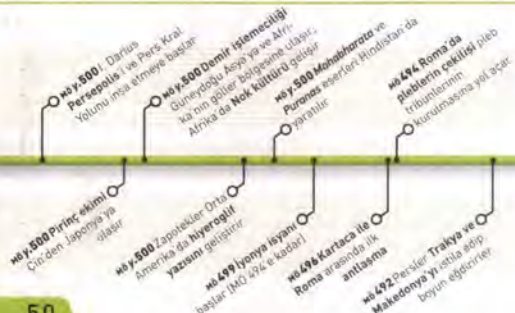 MÖ y.500 I. Darius
Persepolis'i ve Pers Kral
Yolunu inşa etmeye başlar
MÖ y.500 Demir işlemeciliği
Güneydoğu Asya'ya ve Afri-
ka'nın göller bölgesine ulaşır,
Afrika'da Nok kültürü gelişir
MÖ y.500 Mahabharata ve
Puranas eserleri Hindistan'da
yaratılır
MÖ 494 Roma'da
pleblerin çekilişi pleb
tribunlerinin
kurulmasına yol açar
MÖ y.500 Pirinç ekimi
Çin'den Japonya'ya
ulaşır
MÖ y.500 Zapotekler Orta
Amerika'da hiyeroglif
yazısını geliştirir
MÖ 499 İyonya isyanı
başlar (MÖ 494'e kadar)
MÖ 496 Kartaca ile
Roma arasında ilk
antlaşma
MÖ 492 Persler Trakya ve
Makedonya'yı istila edip,
boyun eğdirirler